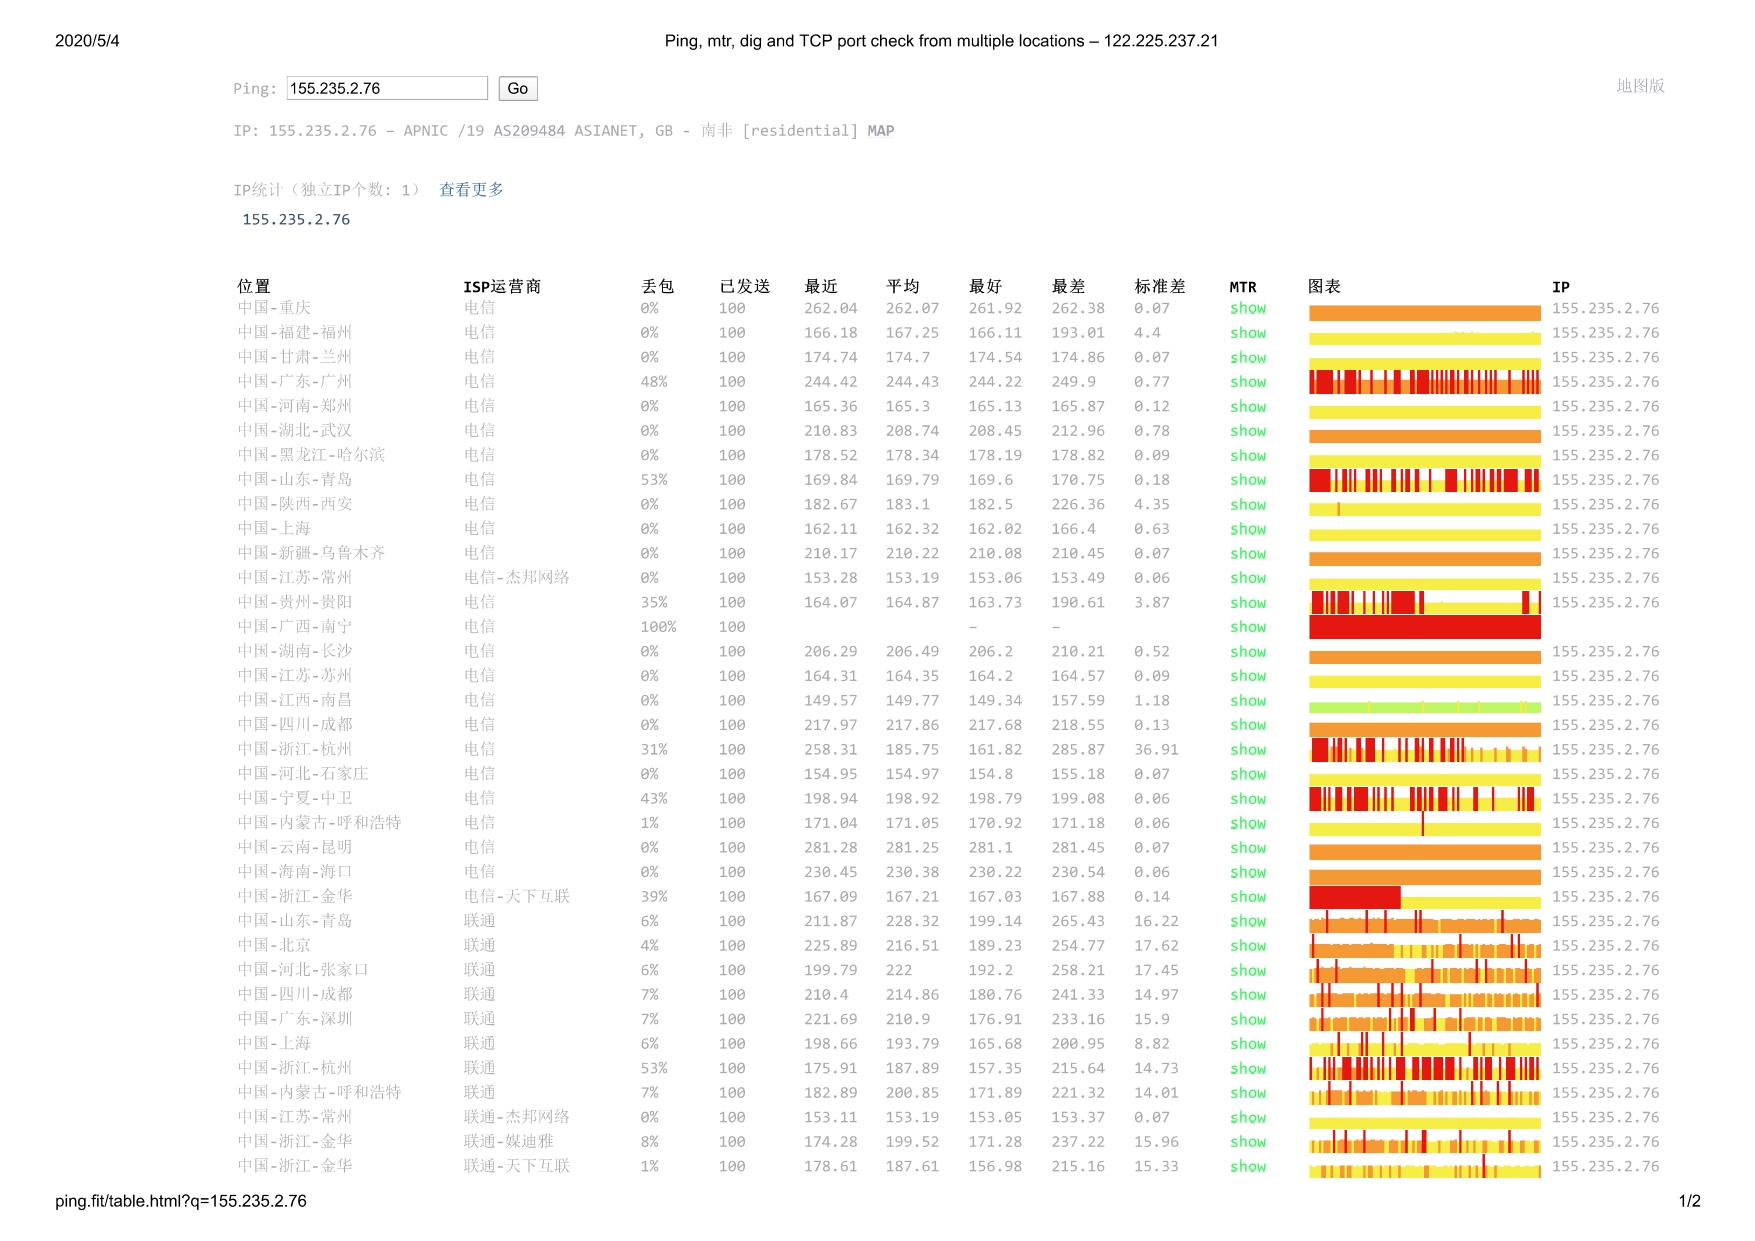 2020/5/4 Ping, mtr, dig and TCP port check from multiple locations – 122.225.237.21
Ping: 155.235.2.76 Go 地图版
IP: 155.235.2.76 – APNIC /19 AS209484 ASIANET, GB - 南非 [residential] MAP
IP统计（独立IP个数: 1） 查看更多
155.235.2.76
位置 ISP运营商 丢包 已发送 最近 平均 最好 最差 标准差 MTR 图表 IP
中国-重庆 电信 0% 100 262.04 262.07 261.92 262.38 0.07 show 155.235.2.76
中国-福建-福州 电信 0% 100 166.18 167.25 166.11 193.01 4.4 show 155.235.2.76
中国-甘肃-兰州 电信 0% 100 174.74 174.7 174.54 174.86 0.07 show 155.235.2.76
中国-广东-广州 电信 48% 100 244.42 244.43 244.22 249.9 0.77 show 155.235.2.76
中国-河南-郑州 电信 0% 100 165.36 165.3 165.13 165.87 0.12 show 155.235.2.76
中国-湖北-武汉 电信 0% 100 210.83 208.74 208.45 212.96 0.78 show 155.235.2.76
中国-黑龙江-哈尔滨 电信 0% 100 178.52 178.34 178.19 178.82 0.09 show 155.235.2.76
中国-山东-青岛 电信 53% 100 169.84 169.79 169.6 170.75 0.18 show 155.235.2.76
中国-陕西-西安 电信 0% 100 182.67 183.1 182.5 226.36 4.35 show 155.235.2.76
中国-上海 电信 0% 100 162.11 162.32 162.02 166.4 0.63 show 155.235.2.76
中国-新疆-乌鲁木齐 电信 0% 100 210.17 210.22 210.08 210.45 0.07 show 155.235.2.76
中国-江苏-常州 电信-杰邦网络 0% 100 153.28 153.19 153.06 153.49 0.06 show 155.235.2.76
中国-贵州-贵阳 电信 35% 100 164.07 164.87 163.73 190.61 3.87 show 155.235.2.76
中国-广西-南宁 电信 100% 100 – – show
中国-湖南-长沙 电信 0% 100 206.29 206.49 206.2 210.21 0.52 show 155.235.2.76
中国-江苏-苏州 电信 0% 100 164.31 164.35 164.2 164.57 0.09 show 155.235.2.76
中国-江西-南昌 电信 0% 100 149.57 149.77 149.34 157.59 1.18 show 155.235.2.76
中国-四川-成都 电信 0% 100 217.97 217.86 217.68 218.55 0.13 show 155.235.2.76
中国-浙江-杭州 电信 31% 100 258.31 185.75 161.82 285.87 36.91 show 155.235.2.76
中国-河北-石家庄 电信 0% 100 154.95 154.97 154.8 155.18 0.07 show 155.235.2.76
中国-宁夏-中卫 电信 43% 100 198.94 198.92 198.79 199.08 0.06 show 155.235.2.76
中国-内蒙古-呼和浩特 电信 1% 100 171.04 171.05 170.92 171.18 0.06 show 155.235.2.76
中国-云南-昆明 电信 0% 100 281.28 281.25 281.1 281.45 0.07 show 155.235.2.76
中国-海南-海口 电信 0% 100 230.45 230.38 230.22 230.54 0.06 show 155.235.2.76
中国-浙江-金华 电信-天下互联 39% 100 167.09 167.21 167.03 167.88 0.14 show 155.235.2.76
中国-山东-青岛 联通 6% 100 211.87 228.32 199.14 265.43 16.22 show 155.235.2.76
中国-北京 联通 4% 100 225.89 216.51 189.23 254.77 17.62 show 155.235.2.76
中国-河北-张家口 联通 6% 100 199.79 222 192.2 258.21 17.45 show 155.235.2.76
中国-四川-成都 联通 7% 100 210.4 214.86 180.76 241.33 14.97 show 155.235.2.76
中国-广东-深圳 联通 7% 100 221.69 210.9 176.91 233.16 15.9 show 155.235.2.76
中国-上海 联通 6% 100 198.66 193.79 165.68 200.95 8.82 show 155.235.2.76
中国-浙江-杭州 联通 53% 100 175.91 187.89 157.35 215.64 14.73 show 155.235.2.76
中国-内蒙古-呼和浩特 联通 7% 100 182.89 200.85 171.89 221.32 14.01 show 155.235.2.76
中国-江苏-常州 联通-杰邦网络 0% 100 153.11 153.19 153.05 153.37 0.07 show 155.235.2.76
中国-浙江-金华 联通-媒迪雅 8% 100 174.28 199.52 171.28 237.22 15.96 show 155.235.2.76
中国-浙江-金华 联通-天下互联 1% 100 178.61 187.61 156.98 215.16 15.33 show 155.235.2.76
ping.fit/table.html?q=155.235.2.76 1/2